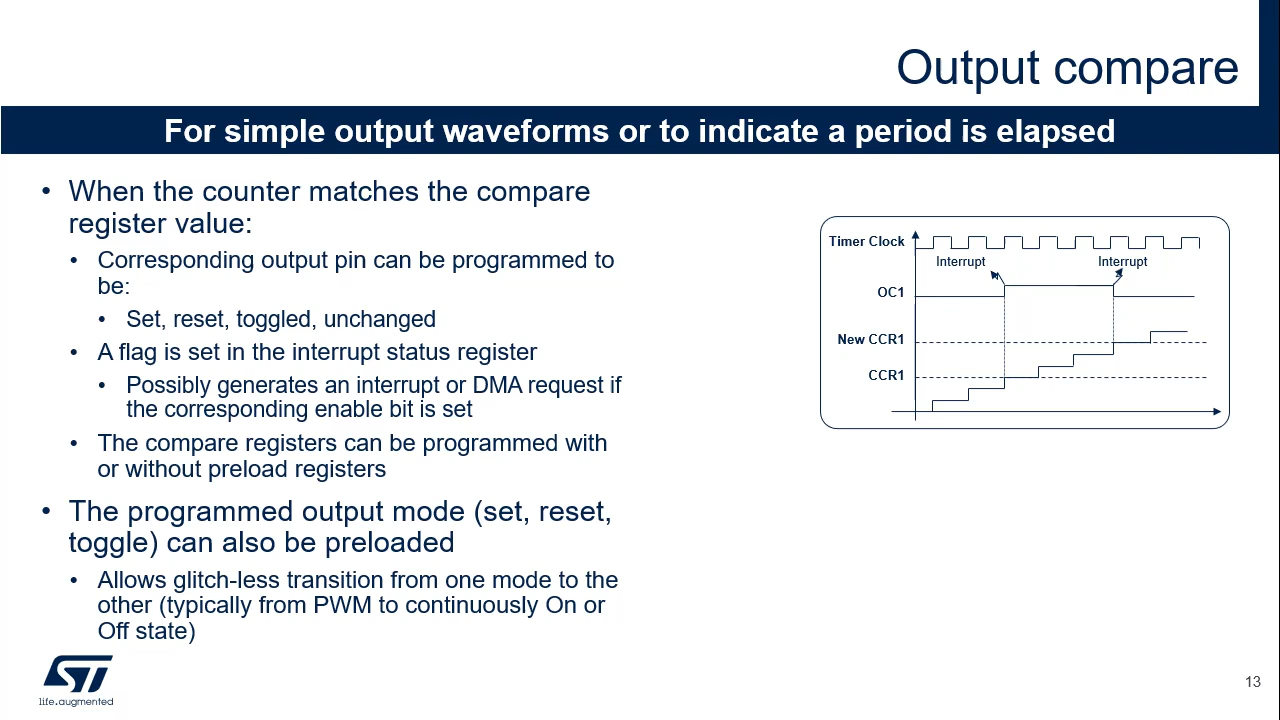 Output compare
For simple output waveforms or to indicate a period is elapsed
• When the counter matches the compare
register value:
• Corresponding output pin can be programmed to
be:
• Set, reset, toggled, unchanged
• A flag is set in the interrupt status register
• Possibly generates an interrupt or DMA request if
the corresponding enable bit is set
• The compare registers can be programmed with
or without preload registers
• The programmed output mode (set, reset,
toggle) can also be preloaded
• Allows glitch-less transition from one mode to the
other (typically from PWM to continuously On or
Off state)
Timer Clock
Interrupt Interrupt
OC1
New CCR1
CCR1
ST
life.augmented
13